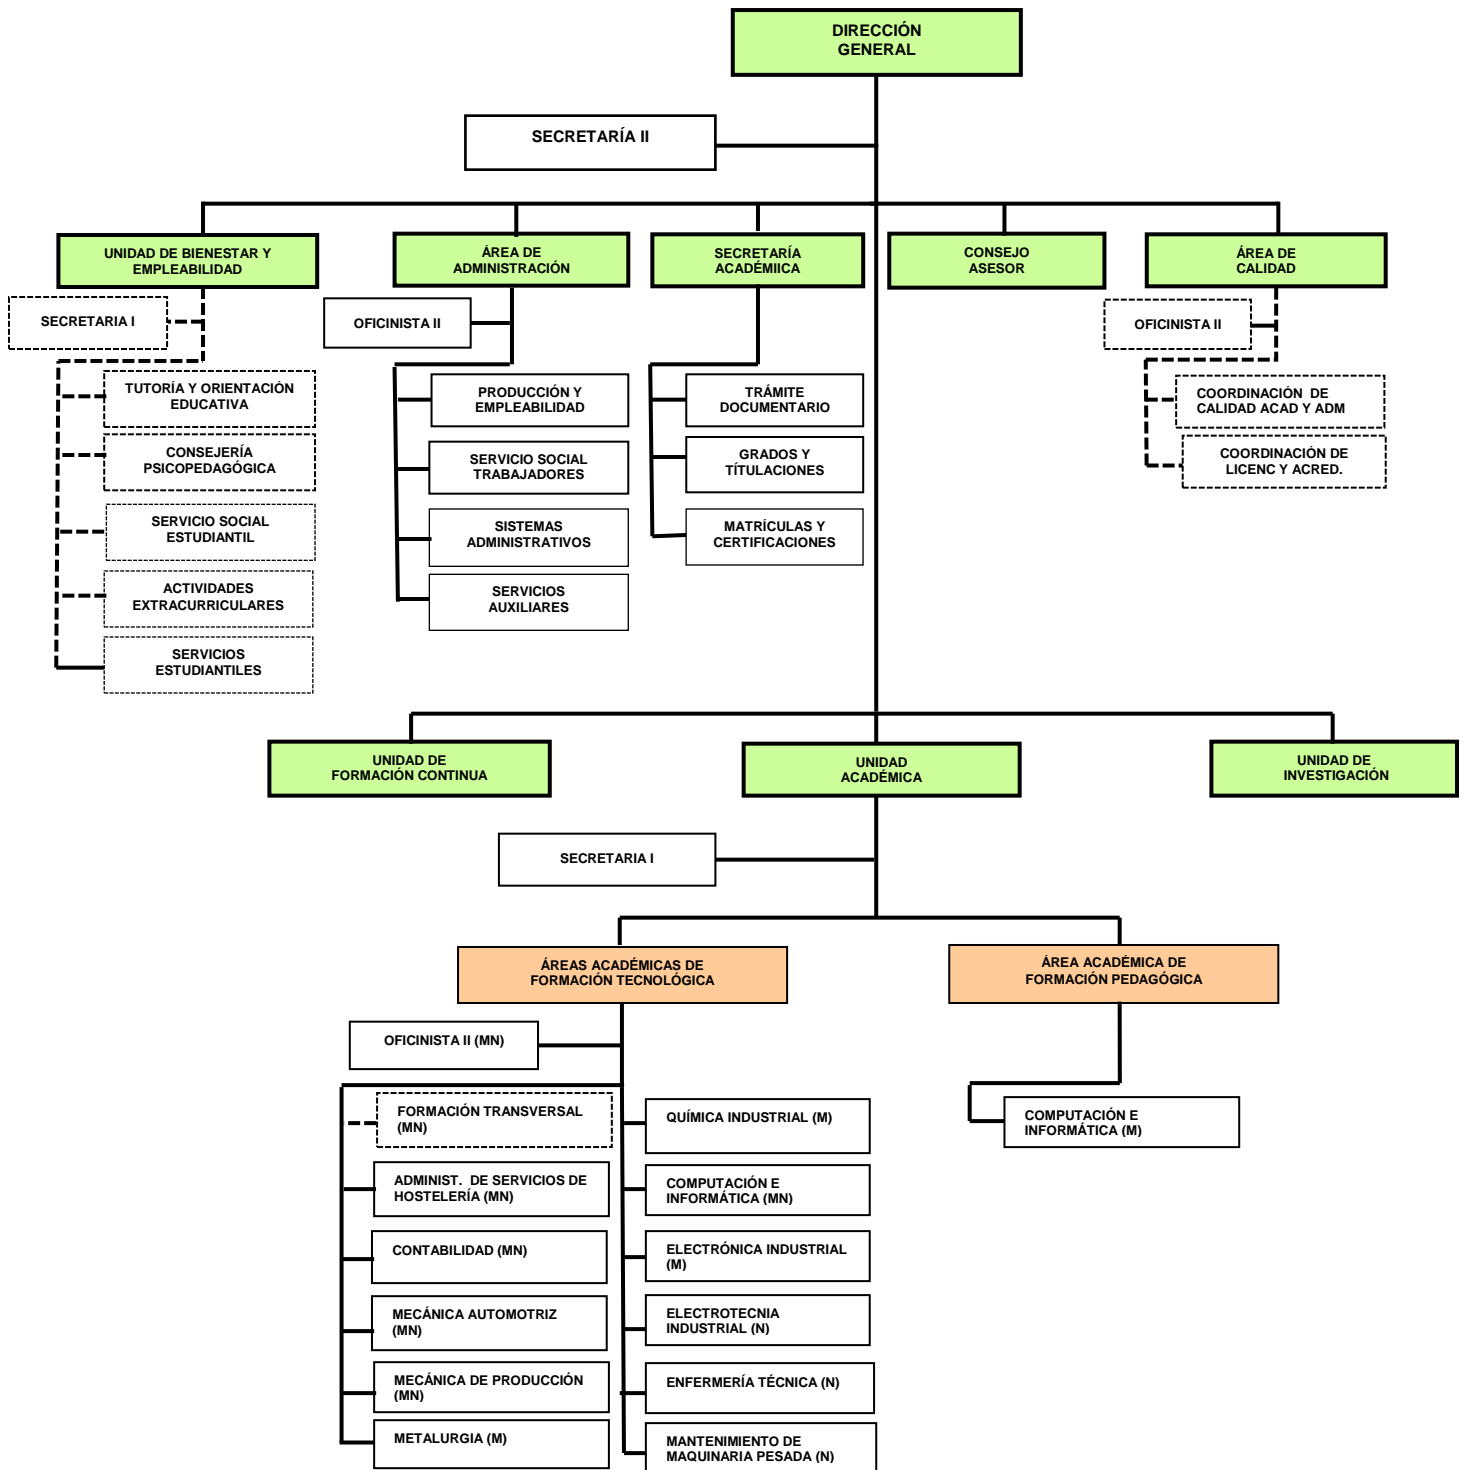 DIRECCIÓN
GENERAL
SECRETARÍA II
UNIDAD DE BIENESTAR Y
EMPLEABILIDAD
ÁREA DE
ADMINISTRACIÓN
SECRETARÍA
ACADÉMIICA
CONSEJO
ASESOR
ÁREA DE
CALIDAD
SECRETARIA I
OFICINISTA II
OFICINISTA II
TUTORÍA Y ORIENTACIÓN
EDUCATIVA
CONSEJERÍA
PSICOPEDAGÓGICA
SERVICIO SOCIAL
ESTUDIANTIL
ACTIVIDADES
EXTRACURRICULARES
SERVICIOS
ESTUDIANTILES
PRODUCCIÓN Y
EMPLEABILIDAD
SERVICIO SOCIAL
TRABAJADORES
SISTEMAS
ADMINISTRATIVOS
SERVICIOS
AUXILIARES
TRÁMITE
DOCUMENTARIO
GRADOS Y
TÍTULACIONES
MATRÍCULAS Y
CERTIFICACIONES
COORDINACIÓN DE
CALIDAD ACAD Y ADM
COORDINACIÓN DE
LICENC Y ACRED.
UNIDAD DE
FORMACIÓN CONTINUA
UNIDAD
ACADÉMICA
UNIDAD DE
INVESTIGACIÓN
SECRETARIA I
ÁREAS ACADÉMICAS DE
FORMACIÓN TECNOLÓGICA
ÁREA ACADÉMICA DE
FORMACIÓN PEDAGÓGICA
OFICINISTA II (MN)
FORMACIÓN TRANSVERSAL
(MN)
ADMINIST. DE SERVICIOS DE
HOSTELERÍA (MN)
CONTABILIDAD (MN)
MECÁNICA AUTOMOTRIZ
(MN)
MECÁNICA DE PRODUCCIÓN
(MN)
METALURGIA (M)
QUÍMICA INDUSTRIAL (M)
COMPUTACIÓN E
INFORMÁTICA (MN)
ELECTRÓNICA INDUSTRIAL
(M)
ELECTROTECNIA
INDUSTRIAL (N)
ENFERMERÍA TÉCNICA (N)
MANTENIMIENTO DE
MAQUINARIA PESADA (N)
COMPUTACIÓN E
INFORMÁTICA (M)